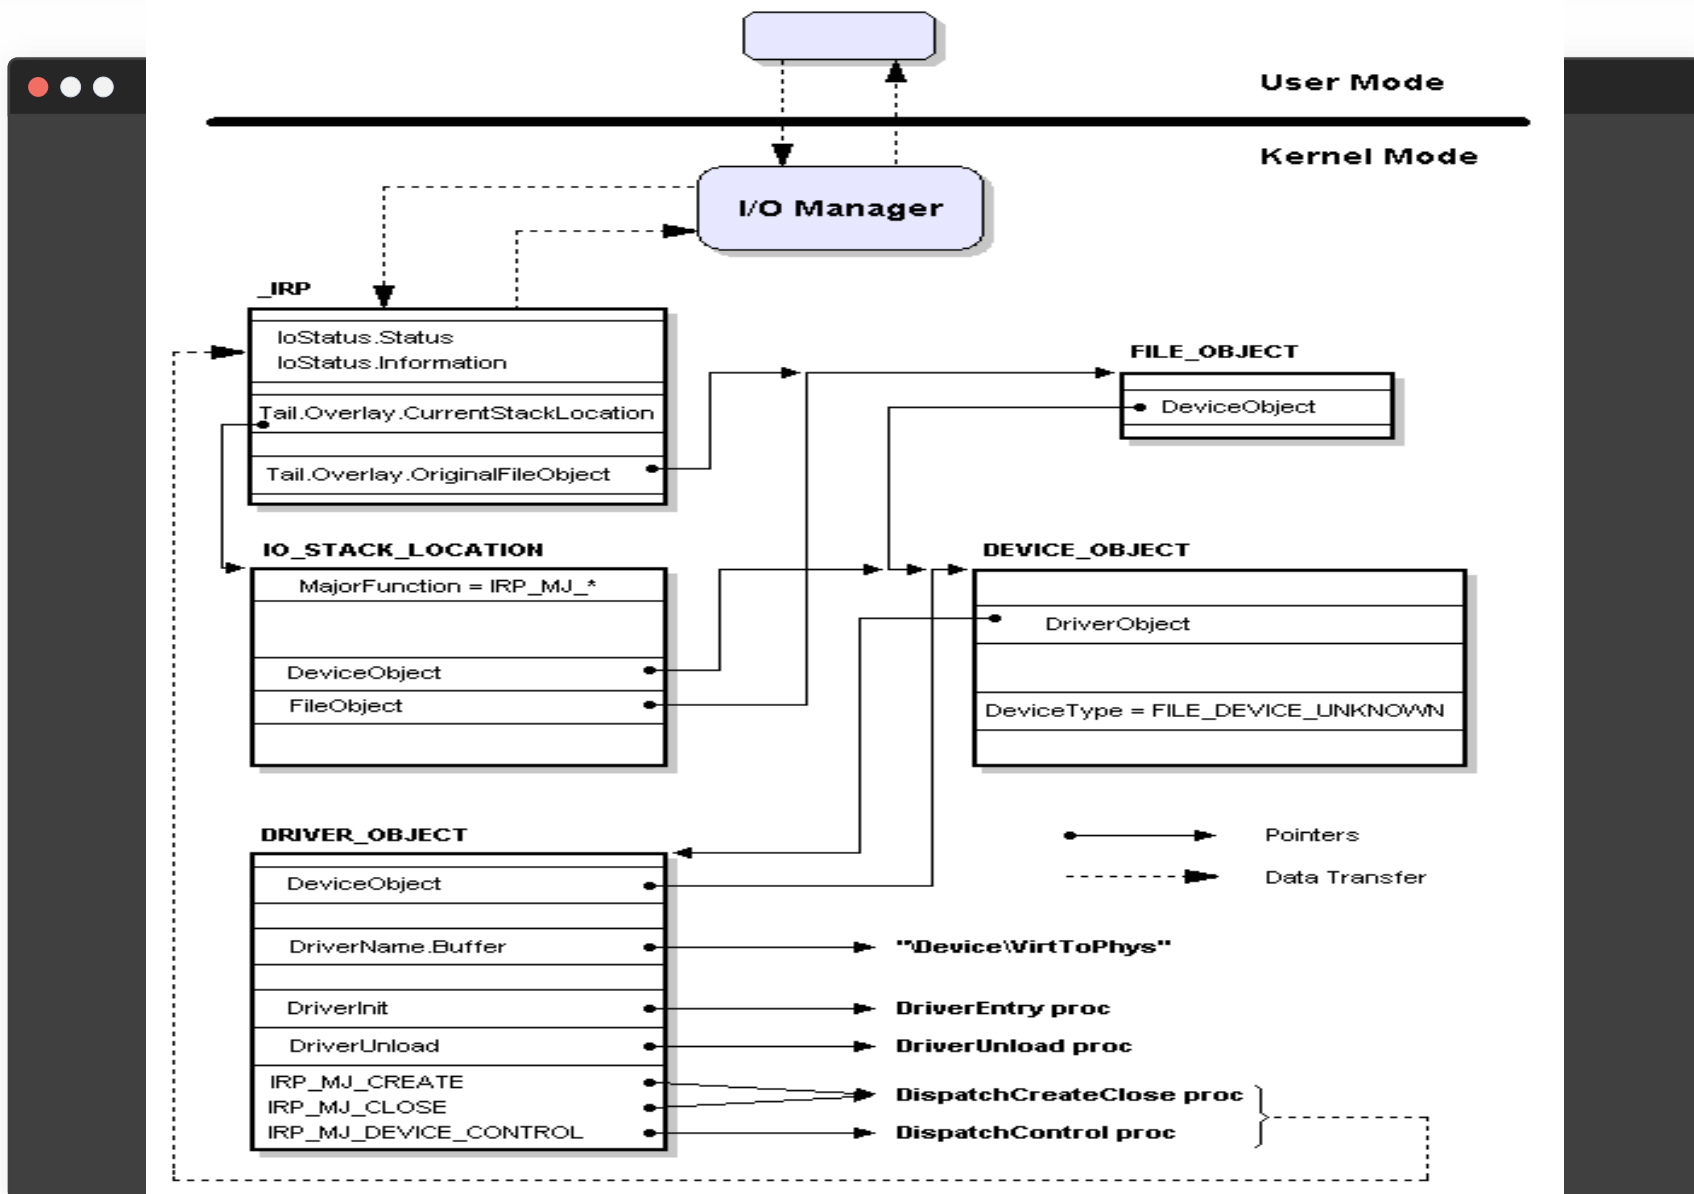 User Mode
Kernel Mode
I/O Manager
_IRP
IoStatus.Status
IoStatus.Information
Tail.Overlay.CurrentStackLocation
Tail.Overlay.OriginalFileObject
FILE_OBJECT
DeviceObject
IO_STACK_LOCATION
MajorFunction = IRP_MJ_*
DeviceObject
FileObject
DEVICE_OBJECT
DriverObject
DeviceType = FILE_DEVICE_UNKNOWN
DRIVER_OBJECT
DeviceObject
DriverName.Buffer
"\Device\VirtToPhys"
DriverInit
DriverEntry proc
DriverUnload
DriverUnload proc
IRP_MJ_CREATE
IRP_MJ_CLOSE
DispatchCreateClose proc
IRP_MJ_DEVICE_CONTROL
DispatchControl proc
Pointers
Data Transfer